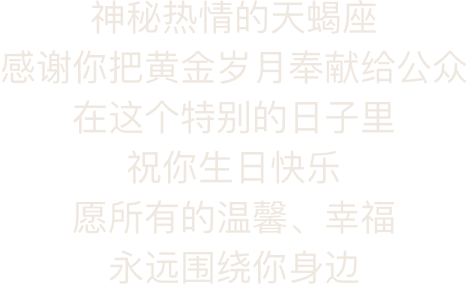 神秘热情的天蝎座
感谢你把黄金岁月奉献给公众
在这个特别的日子里
祝你生日快乐
愿所有的温馨、幸福
永远围绕你身边